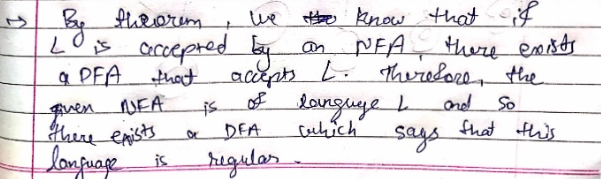 → By theorem, we know that if
L is accepted by an NFA, there exists
a DFA that accepts L. Therefore, the
given NFA is of language L and so
there exists a DFA which says that this
language is regular.